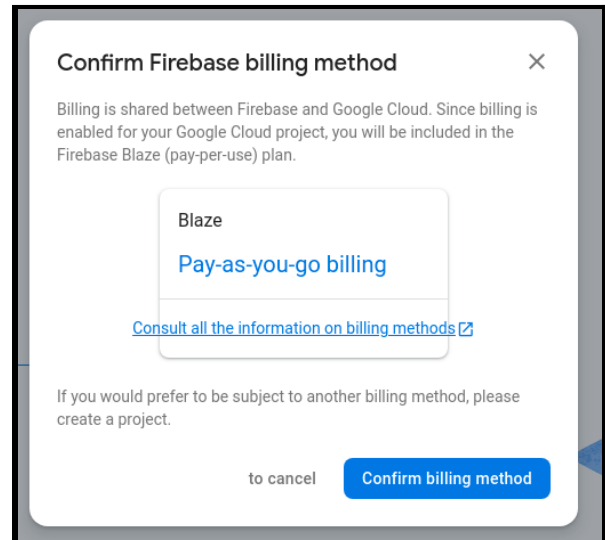 Confirm Firebase billing method
Billing is shared between Firebase and Google Cloud. Since billing is
enabled for your Google Cloud project, you will be included in the
Firebase Blaze (pay-per-use) plan.
Blaze
Pay-as-you-go billing
Consult all the information on billing methods
If you would prefer to be subject to another billing method, please
create a project.
to cancel
Confirm billing method